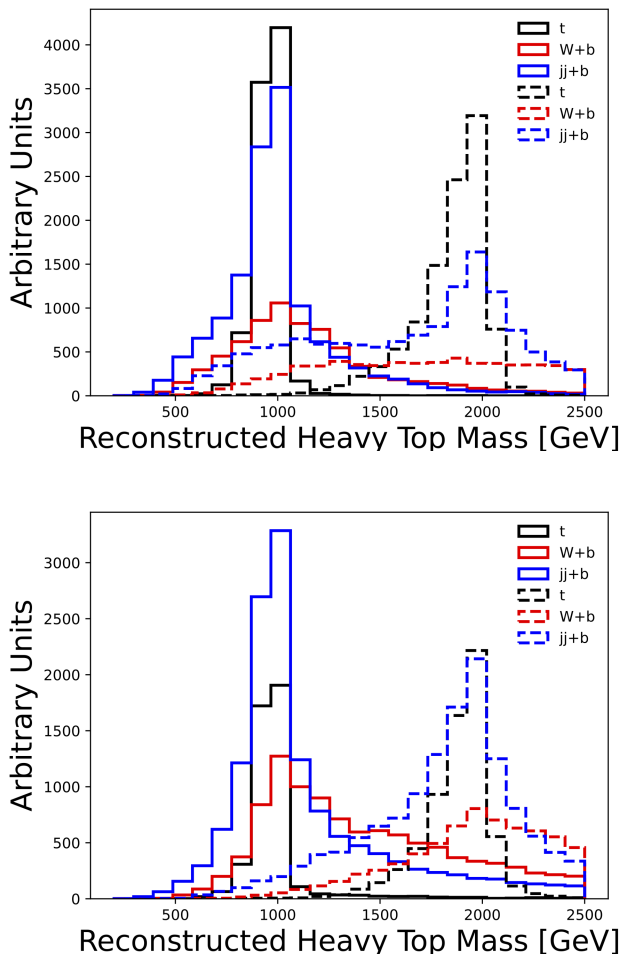 4000
3500
3000
2500
2000
1500
1000
500
0
Arbitrary Units
t
W+b
jj+b
t
W+b
jj+b
500 1000 1500 2000 2500
Reconstructed Heavy Top Mass [GeV]
3000
2500
2000
1500
1000
500
0
Arbitrary Units
t
W+b
jj+b
t
W+b
jj+b
500 1000 1500 2000 2500
Reconstructed Heavy Top Mass [GeV]